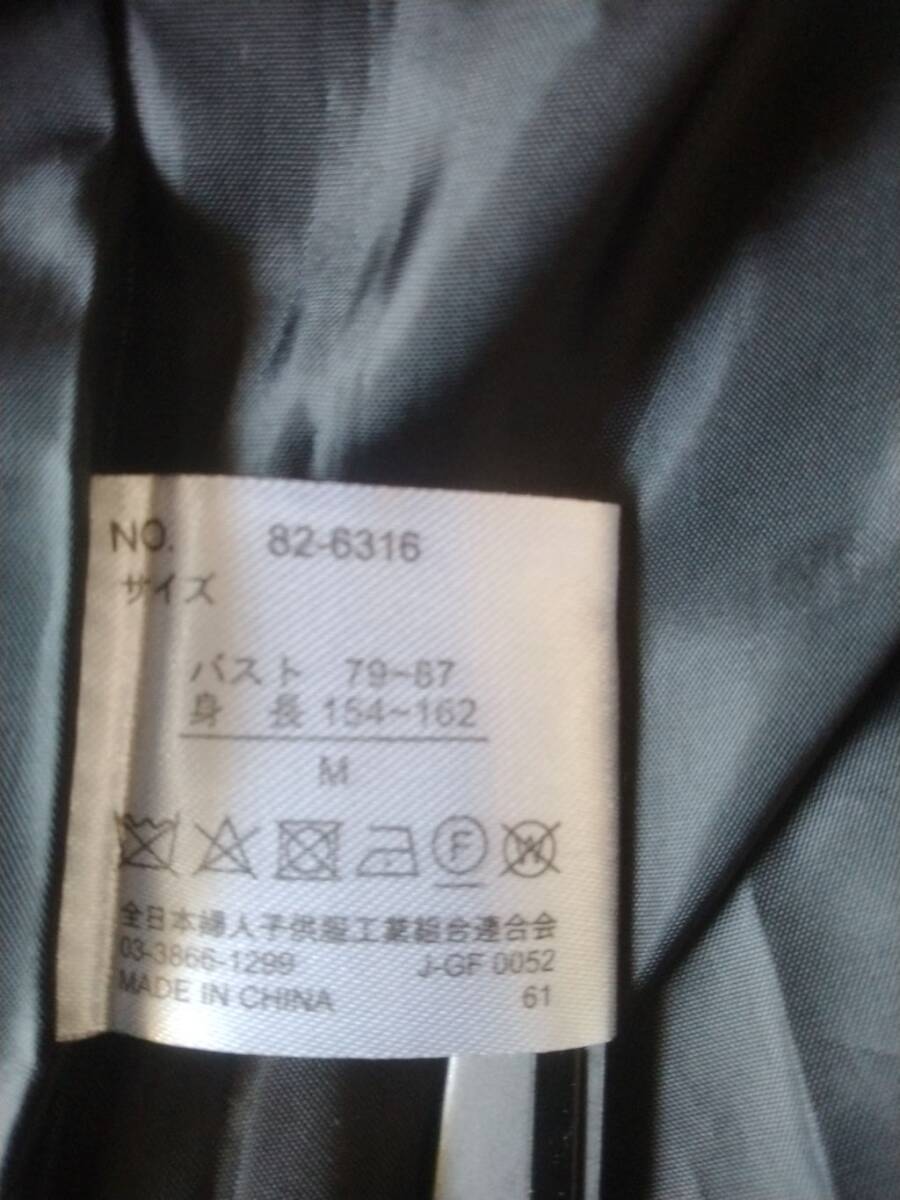 NO. 82-6316
サイズ
バスト 79~87
身 長 154~162
M
F
W
全日本婦人子供服工業組合連合会
03-3866-1299 J-GF 0052
MADE IN CHINA 61